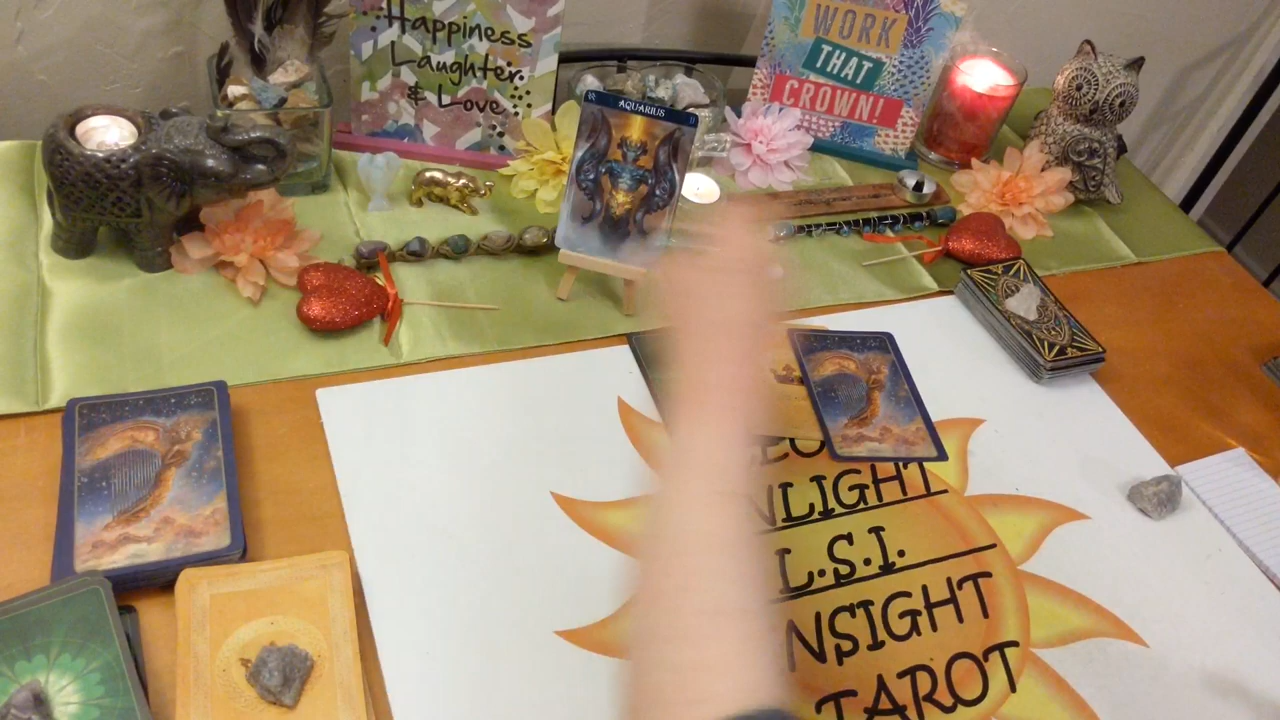 Happiness
Laughter
& Love
WORK
THAT
CROWN!
AQUARIUS
NLIGHT
L.S.I.
NSIGHT
TAROT